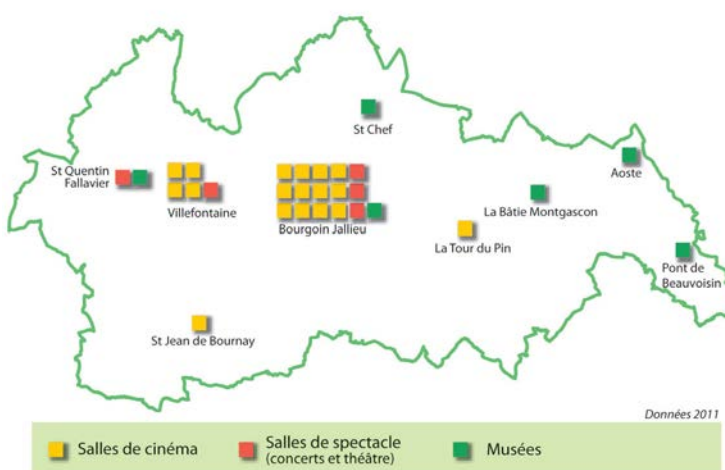 St Chef
St Quentin
Fallavier
Villefontaine
Bourgoin Jallieu
Aoste
La Bâtie Montgascon
La Tour du Pin
Pont de
Beauvoisin
St Jean de Bournay
Données 2011
Salles de cinéma
Salles de spectacle
(concerts et théâtre)
Musées